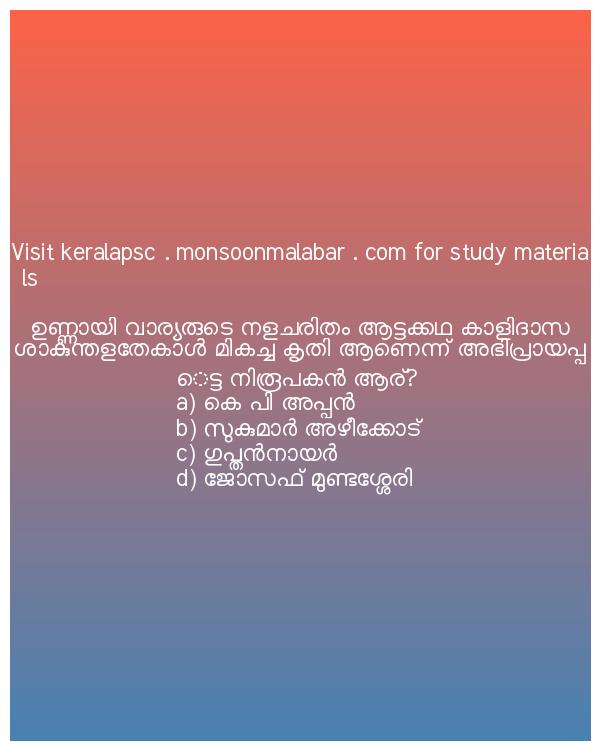 Visit keralapsc . monsoonmalabar . com for study materia
ls
ഉണ്ണായി വാര്യരുടെ നളചരിതം ആട്ടക്കഥ കാളിദാസ
ശാകുന്തളതേകാൾ മികച്ച കൃതി ആണെന്ന് അഭിപ്രായപ്പ
െട്ട നിരൂപകൻ ആര്?
a) കെ പി അപ്പൻ
b) സുകുമാർ അഴീക്കോട്
c) ഗുപ്തൻനായർ
d) ജോസഫ് മുണ്ടശ്ശേരി